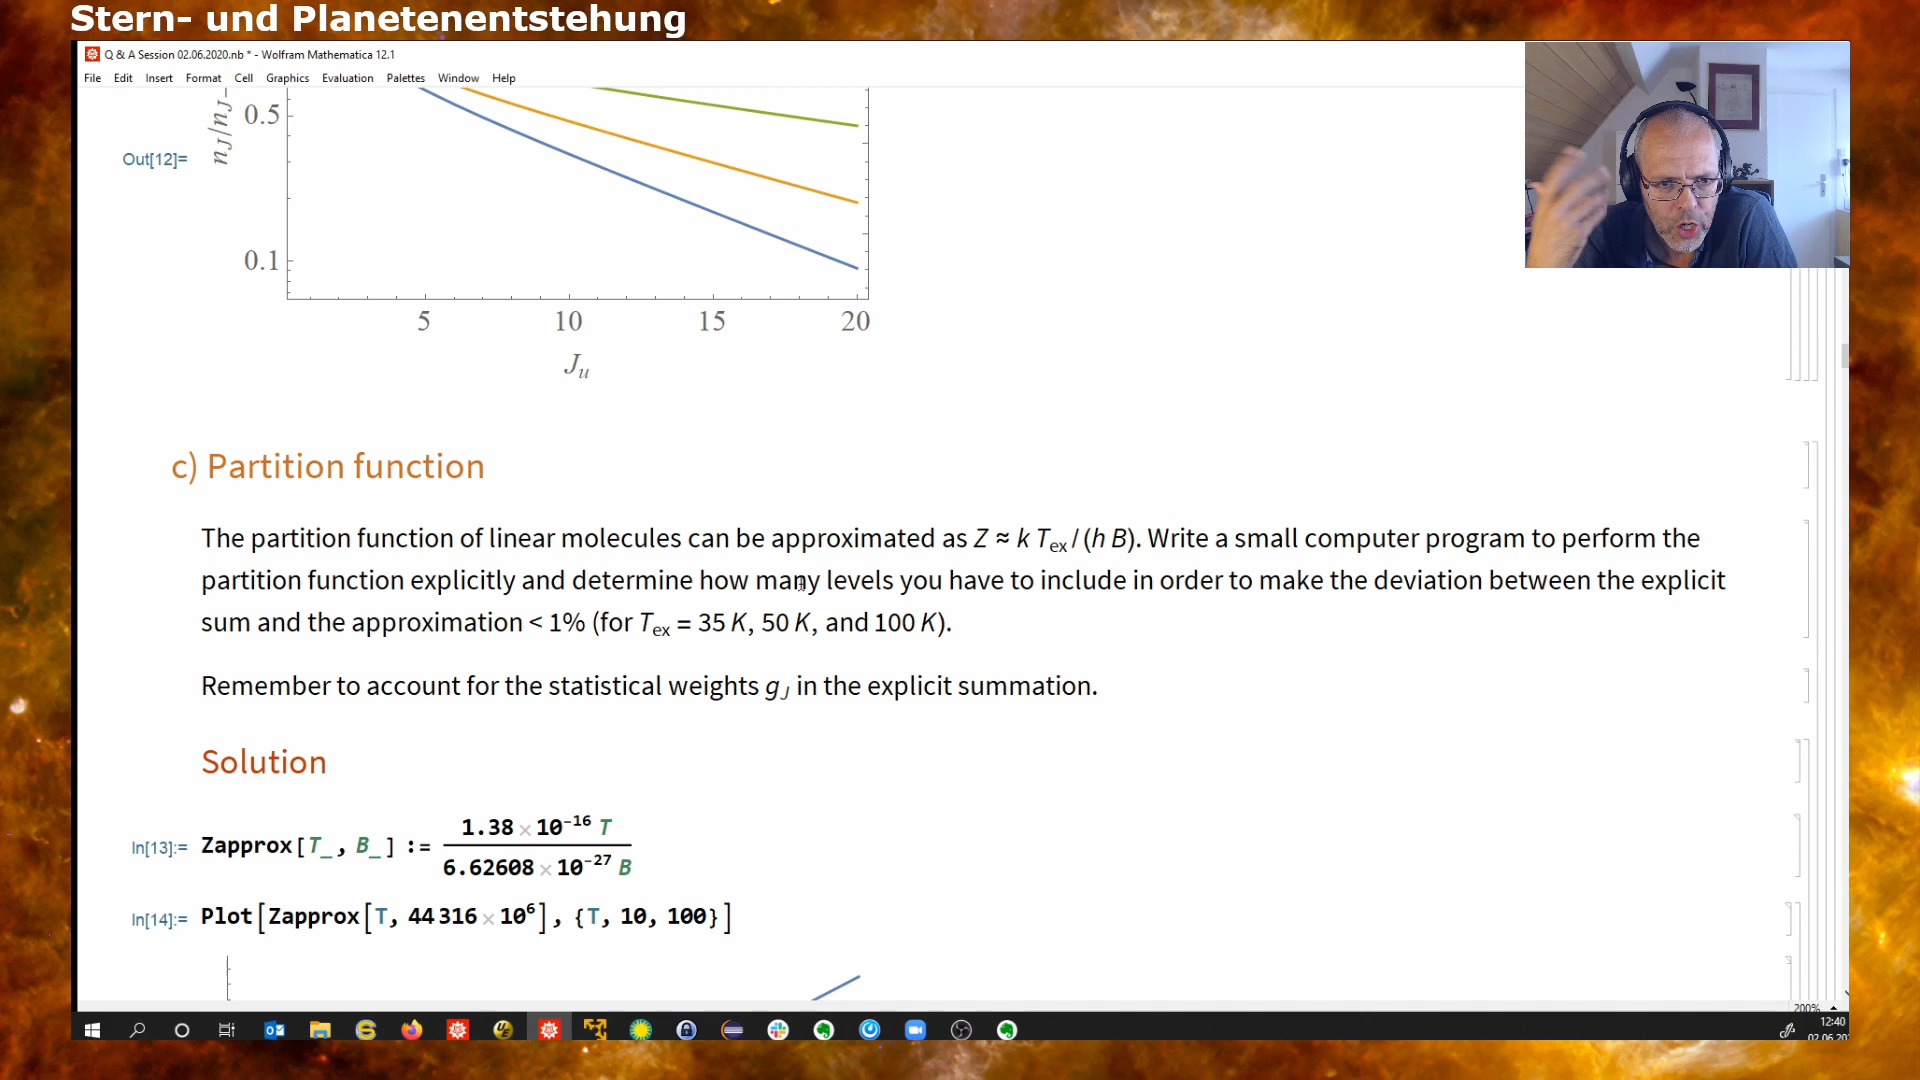 Stern- und Planetenentstehung
Q & A Session 02.06.2020.nb * - Wolfram Mathematica 12.1
File Edit Insert Format Cell Graphics Evaluation Palettes Window Help
0.5
Out[12]=
n_J/n_J-
0.1
5 10 15 20
J_u
c) Partition function
The partition function of linear molecules can be approximated as Z ≈ k T_ex / (h B). Write a small computer program to perform the
partition function explicitly and determine how many levels you have to include in order to make the deviation between the explicit
sum and the approximation < 1% (for T_ex = 35 K, 50 K, and 100 K).
Remember to account for the statistical weights g_J in the explicit summation.
Solution
In[13]:= Zapprox[T_, B_] := 1.38 × 10^-16 T / 6.62608 × 10^-27 B
In[14]:= Plot[Zapprox[T, 44 316 × 10^6], {T, 10, 100}]
200%
12:40
02.06.20